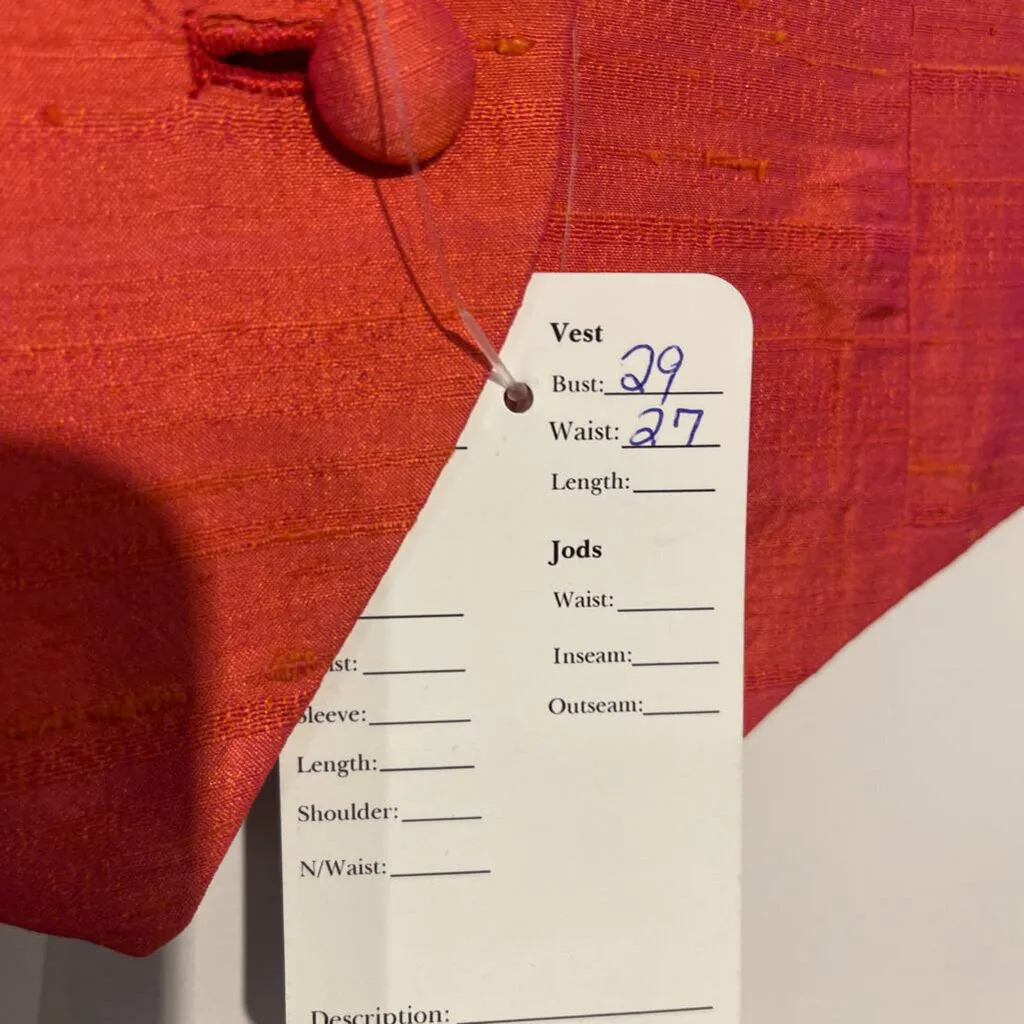 Vest
Bust: 29
Waist: 27
Length:
Jods
Waist:
Inseam:
Outseam:
Sleeve:
Length:
Shoulder:
N/Waist:
Description: